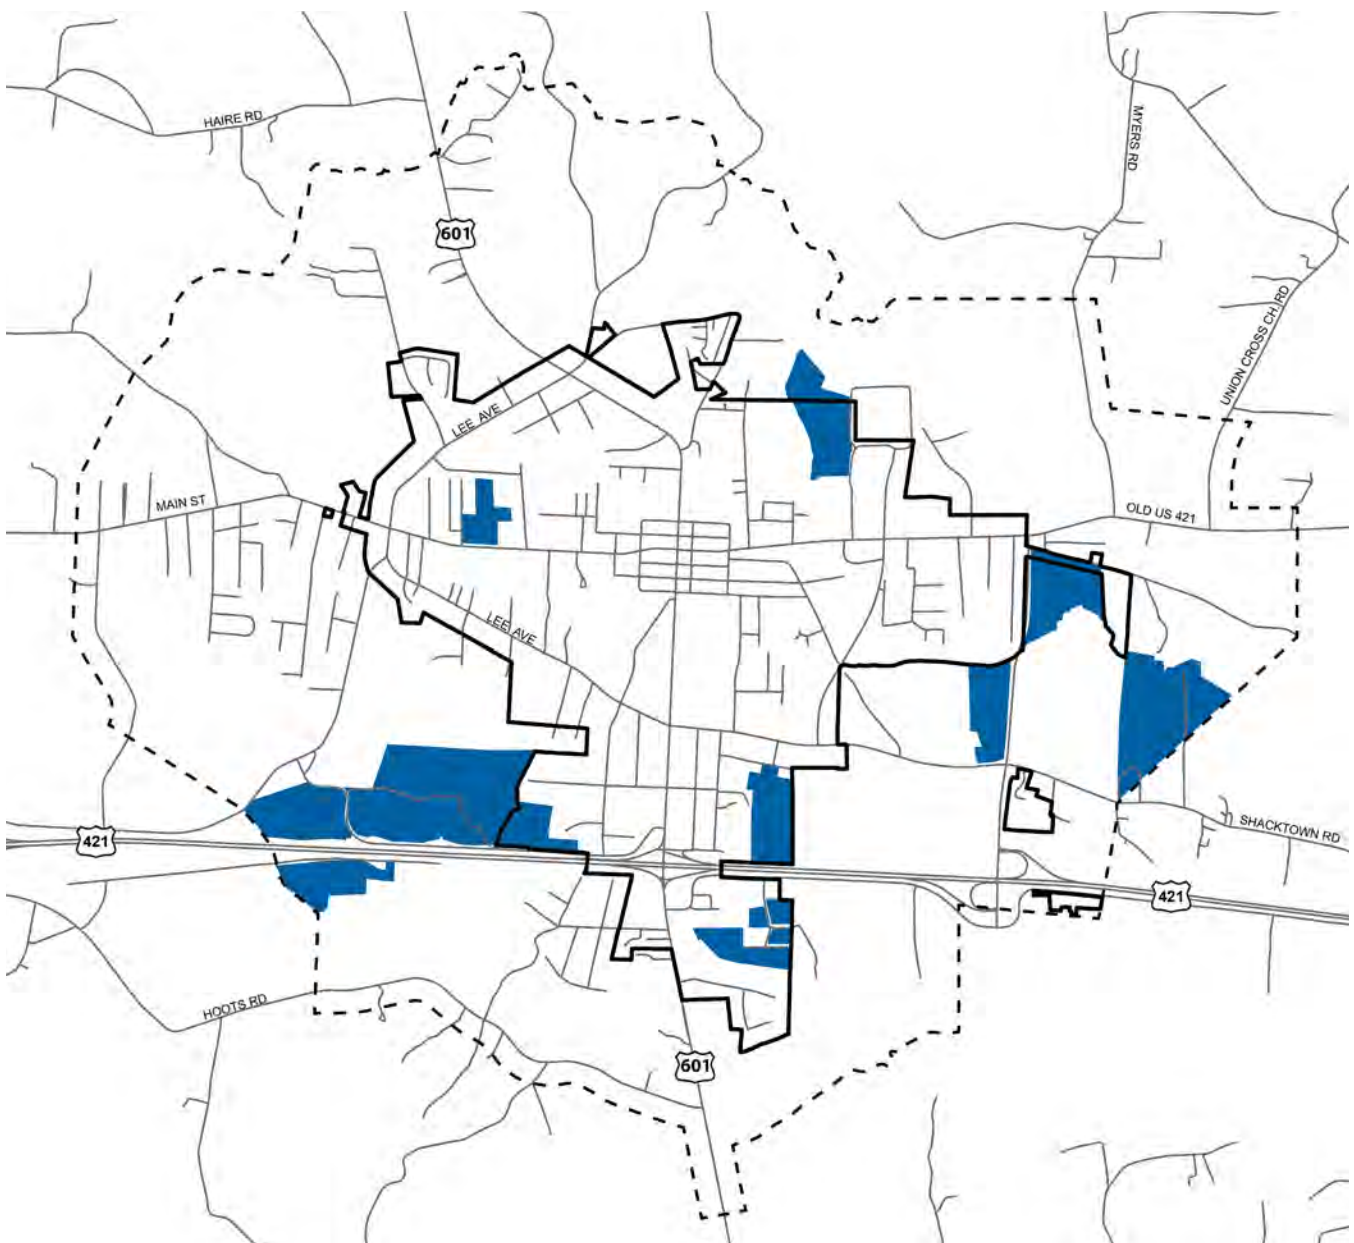 HAIRE RD
MYERS RD
601
UNION CROSS CH. RD
LEE AVE
MAIN ST
OLD US 421
LEE AVE
421
SHACKTOWN RD
421
HOOTS RD
601